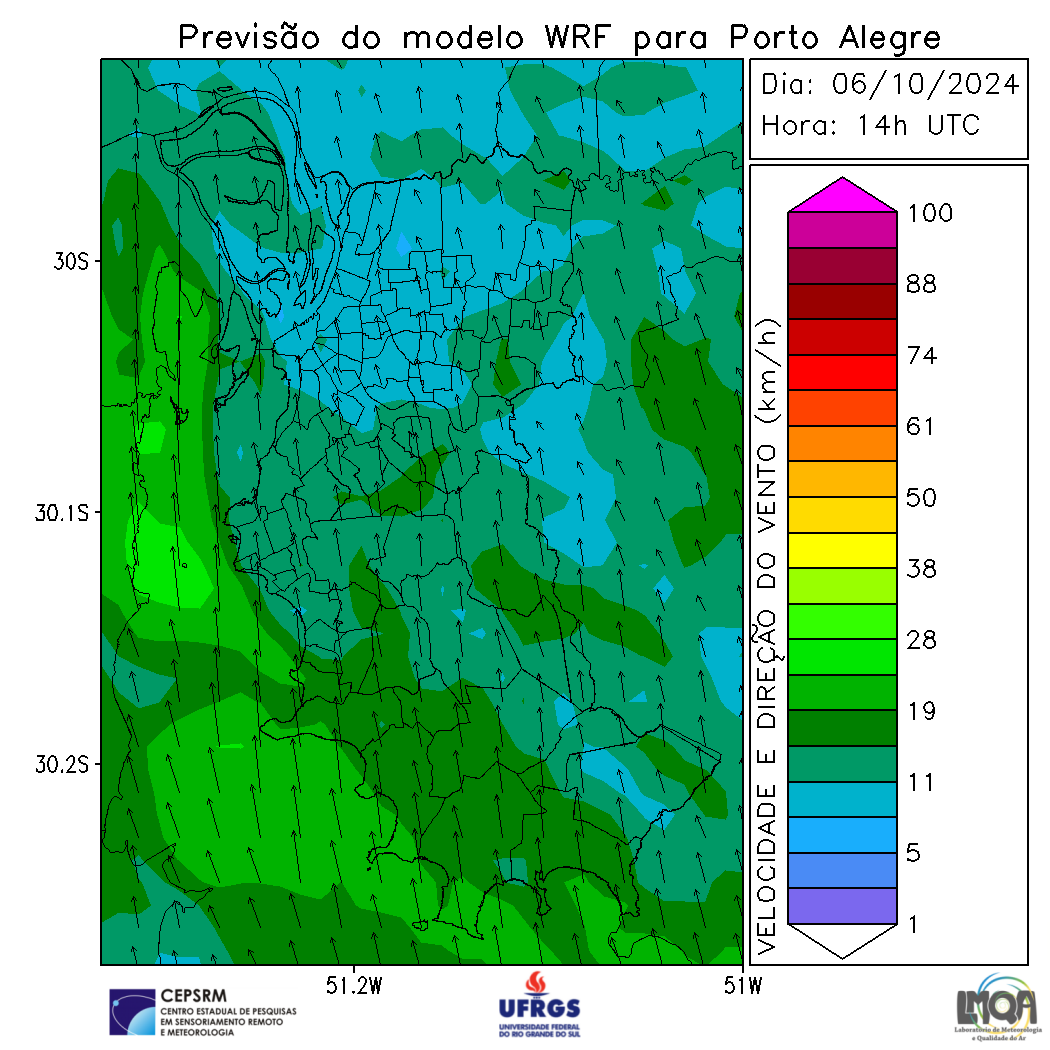 Previsão do modelo WRF para Porto Alegre
Dia: 06/10/2024
Hora: 14h UTC
30S
30.1S
30.2S
51.2W
51W
VELOCIDADE E DIREÇÃO DO VENTO (km/h)
100
88
74
61
50
38
28
19
11
5
1
CEPSRM
CENTRO ESTADUAL DE PESQUISAS
EM SENSORIAMENTO REMOTO
E METEOROLOGIA
UFRGS
UNIVERSIDADE FEDERAL
DO RIO GRANDE DO SUL
LMQA
Laboratório de Meteorologia
e Qualidade do Ar